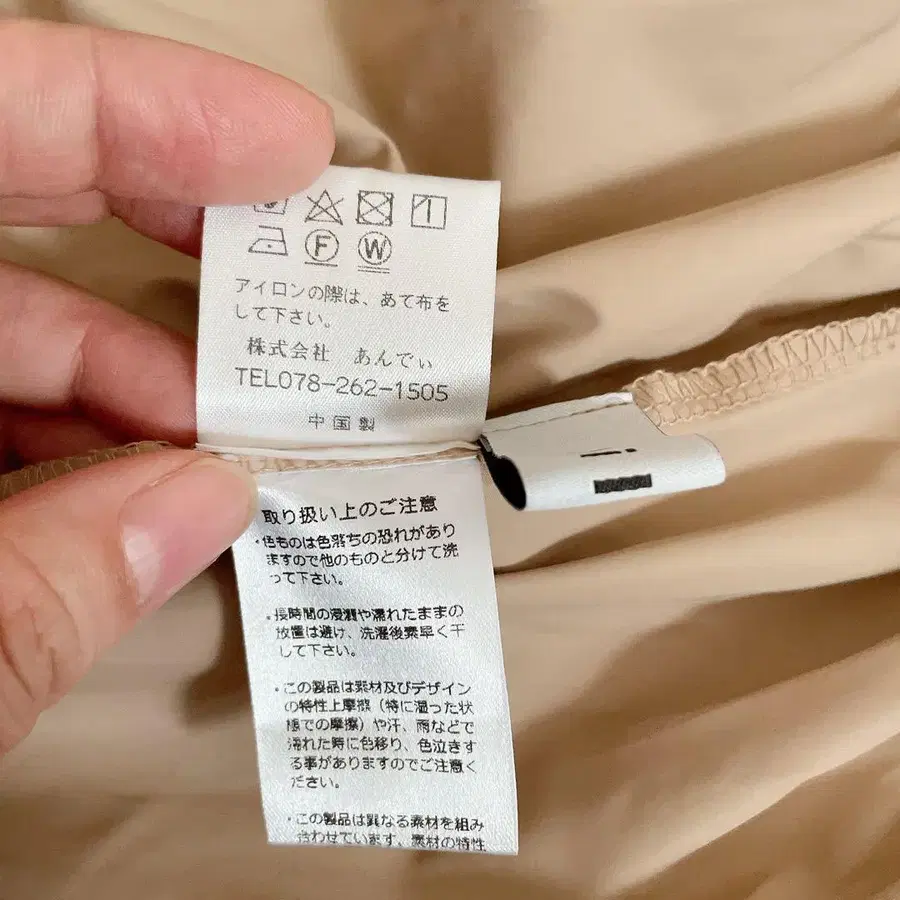 F W
アイロンの際は、あて布を
して下さい。
株式会社 あんでぃ
TEL078-262-1505
中国製
取り扱い上のご注意
・色ものは色落ちの恐れがあり
ますので他のものと分けて洗
って下さい。
・長時間の浸漬や濡れたままの
放置は避け、洗濯後素早く干
して下さい。
・この製品は素材及びデザイン
の特性上摩擦（特に湿った状
態での摩擦）や汗、雨などで
濡れた時に色移り、色泣きす
る事がありますのでご注意く
ださい。
・この製品は異なる素材を組み
合わせています。素材の特性